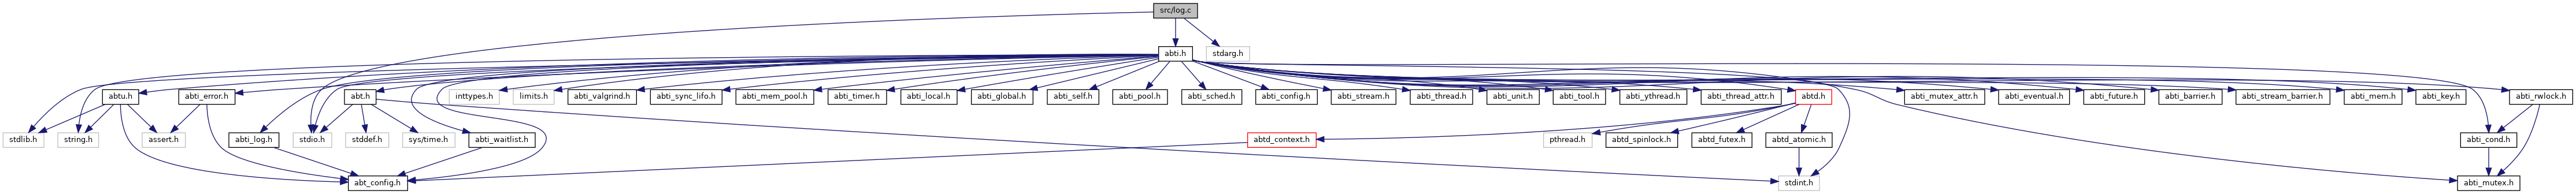 src/log.c
abti.h
stdarg.h
abtu.h
abti_error.h
abt.h
inttypes.h
limits.h
abti_valgrind.h
abti_sync_lifo.h
abti_mem_pool.h
abti_timer.h
abti_local.h
abti_global.h
abti_self.h
abti_pool.h
abti_sched.h
abti_config.h
abti_stream.h
abti_thread.h
abti_unit.h
abti_tool.h
abti_ythread.h
abti_thread_attr.h
abtd.h
abti_mutex_attr.h
abti_eventual.h
abti_future.h
abti_barrier.h
abti_stream_barrier.h
abti_mem.h
abti_key.h
abti_rwlock.h
stdlib.h
string.h
assert.h
abti_log.h
stdio.h
stddef.h
sys/time.h
abti_waitlist.h
abtd_context.h
pthread.h
abtd_spinlock.h
abtd_futex.h
abtd_atomic.h
abti_cond.h
abt_config.h
stdint.h
abti_mutex.h